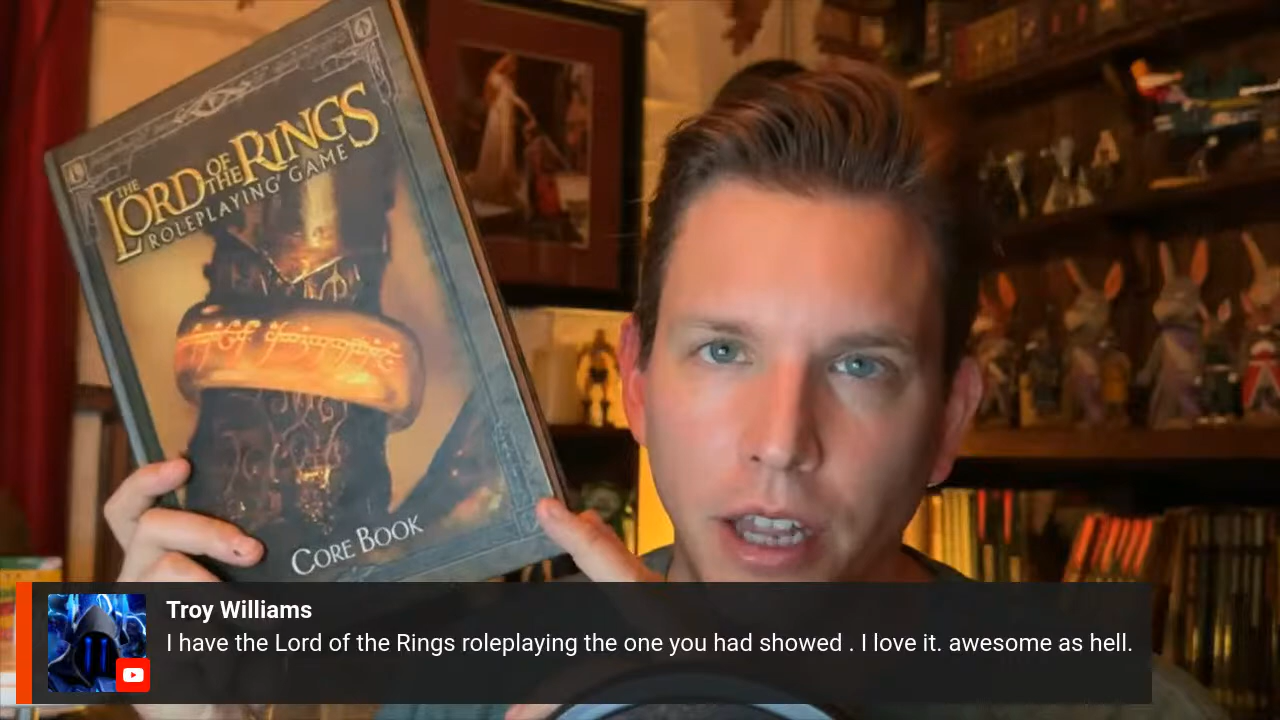 THE
LORD OF THE RINGS
ROLEPLAYING GAME
CORE BOOK
Troy Williams
I have the Lord of the Rings roleplaying the one you had showed . I love it. awesome as hell.